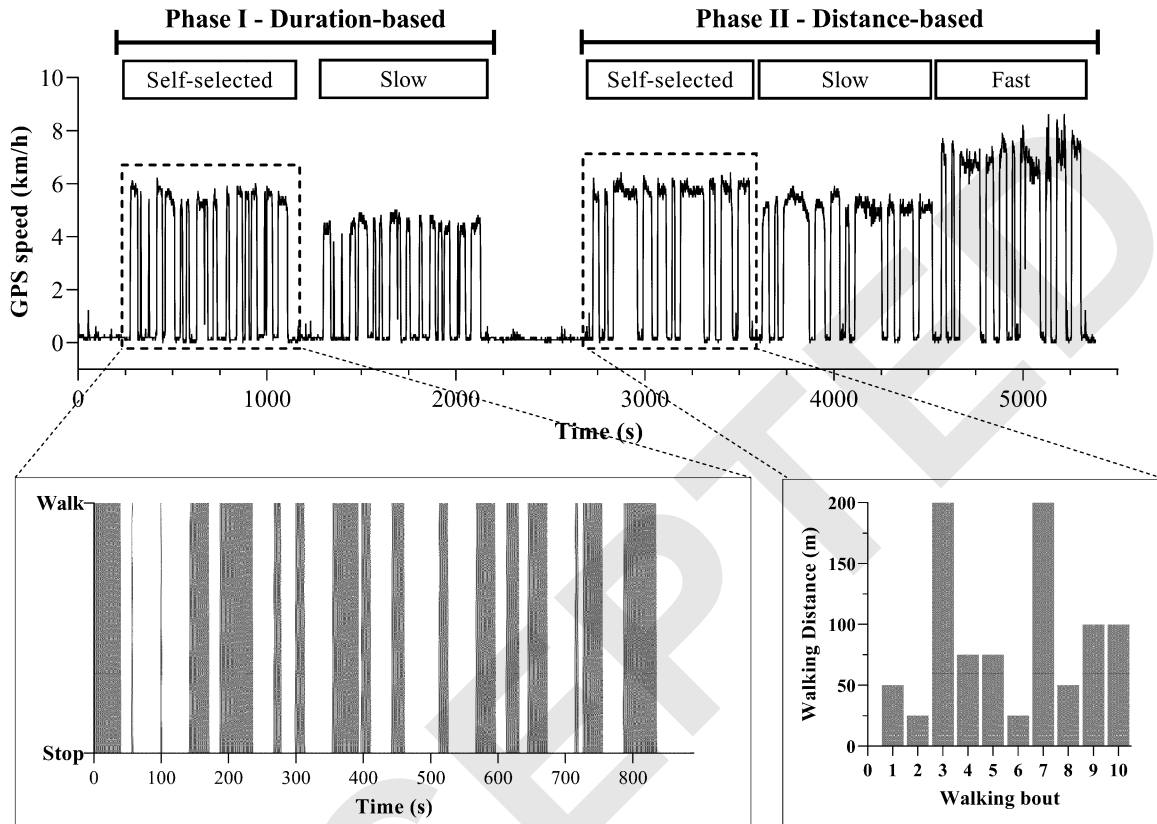 Phase I - Duration-based Phase II - Distance-based
Self-selected Slow Self-selected Slow Fast
10
8
6
4
2
0
GPS speed (km/h)
0 1000 2000 3000 4000 5000
Time (s)
Walk
Stop
0 100 200 300 400 500 600 700 800
Time (s)
200
150
100
50
0
Walking Distance (m)
0 1 2 3 4 5 6 7 8 9 10
Walking bout
CEPTED